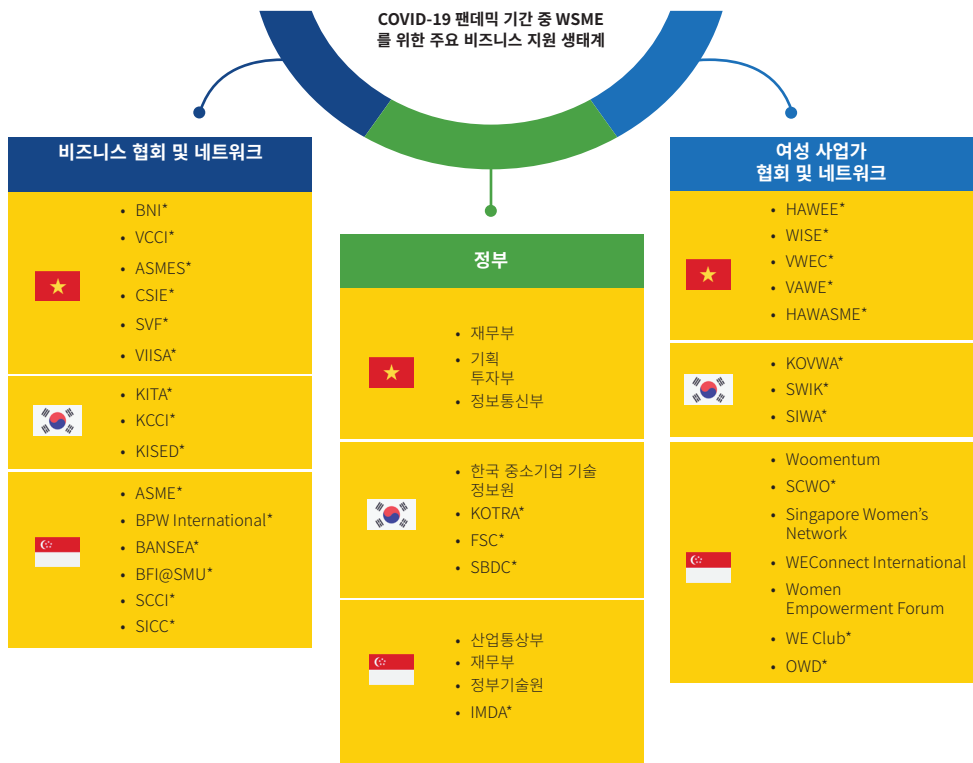 COVID-19 팬데믹 기간 중 WSME
를 위한 주요 비즈니스 지원 생태계
비즈니스 협회 및 네트워크
• BNI*
• VCCI*
• ASMES*
• CSIE*
• SVF*
• VIISA*
• KITA*
• KCCI*
• KISED*
• ASME*
• BPW International*
• BANSEA*
• BFI@SMU*
• SCCI*
• SICC*
정부
• 재무부
• 기획
투자부
• 정보통신부
• 한국 중소기업 기술
정보원
• KOTRA*
• FSC*
• SBDC*
• 산업통상부
• 재무부
• 정부기술원
• IMDA*
여성 사업가
협회 및 네트워크
• HAWEE*
• WISE*
• VWEC*
• VAWE*
• HAWASME*
• KOVWA*
• SWIK*
• SIWA*
• Woomentum
• SCWO*
• Singapore Women’s
Network
• WEConnect International
• Women
Empowerment Forum
• WE Club*
• OWD*